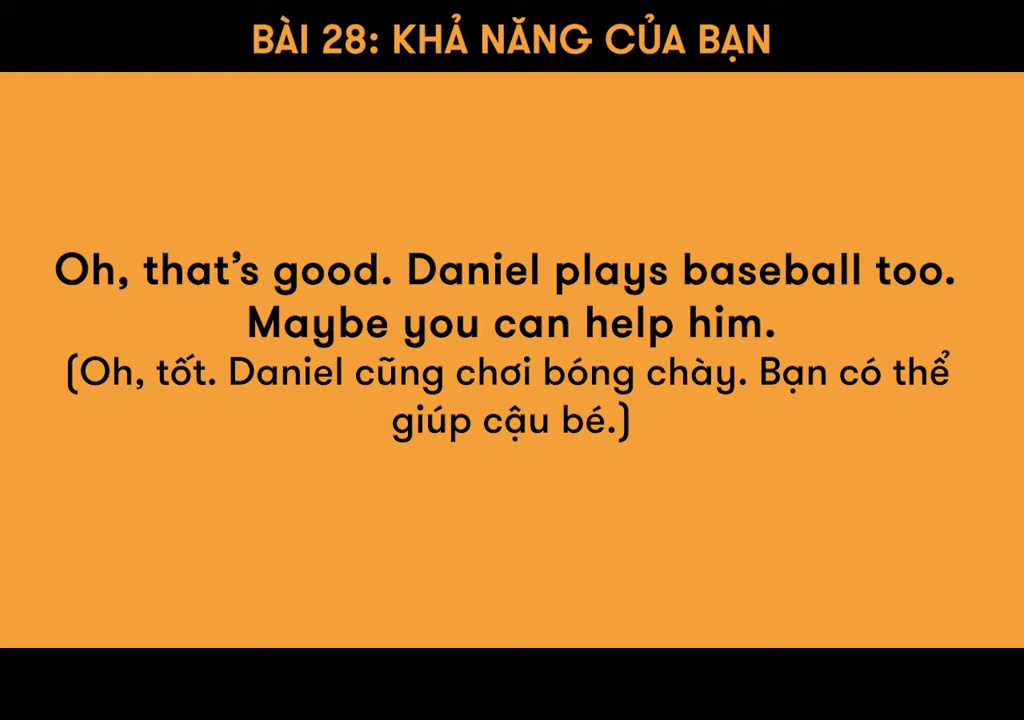 BÀI 28: KHẢ NĂNG CỦA BẠN
Oh, that’s good. Daniel plays baseball too.
Maybe you can help him.
(Oh, tốt. Daniel cũng chơi bóng chày. Bạn có thể
giúp cậu bé.)